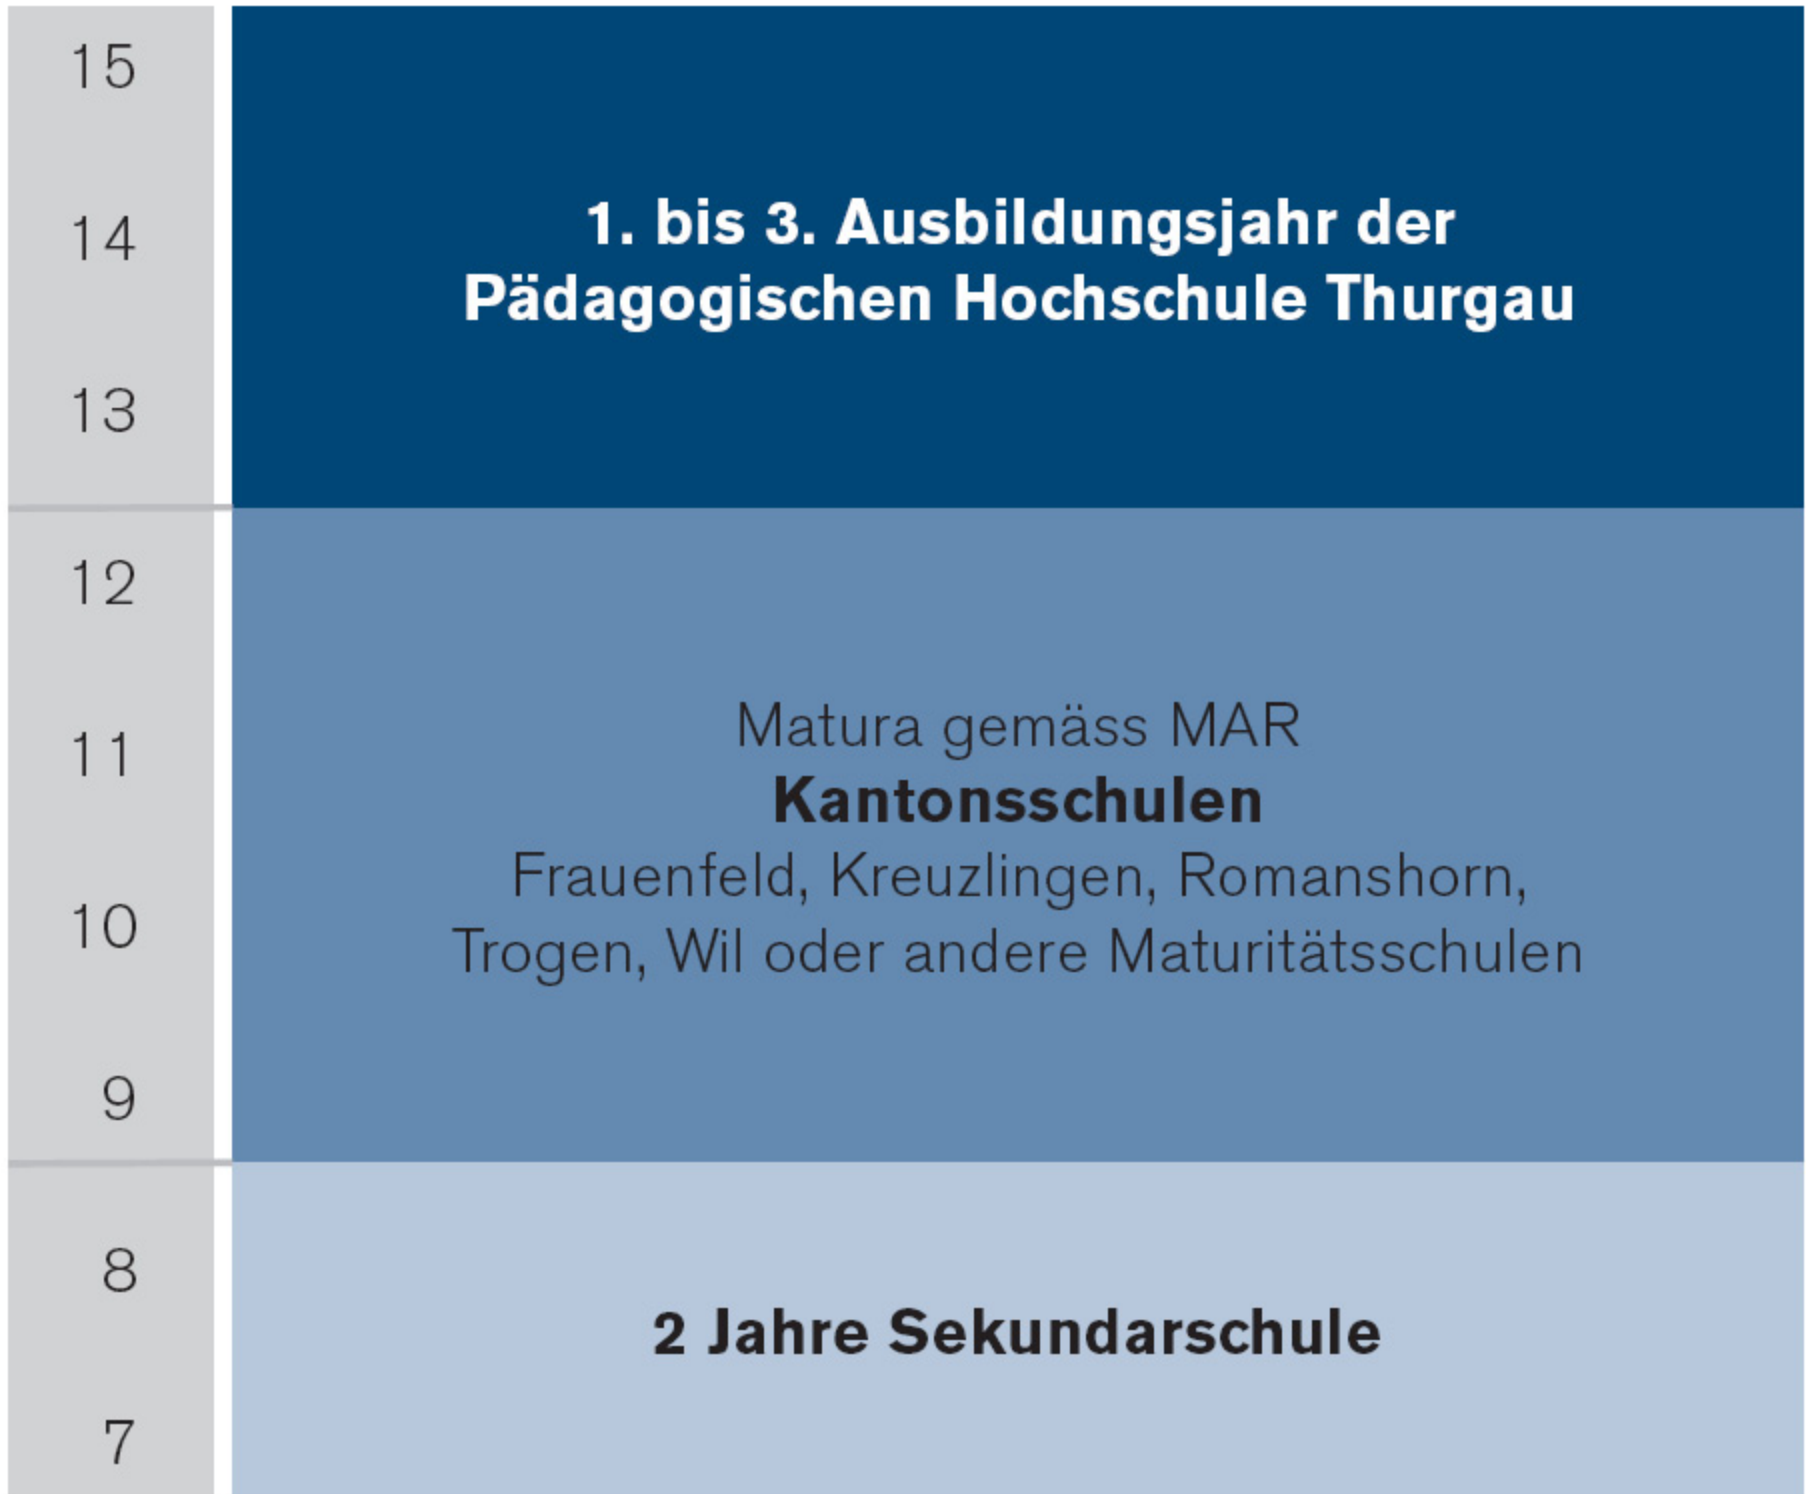 15
14
1. bis 3. Ausbildungsjahr der
Pädagogischen Hochschule Thurgau
13
12
11
Matura gemäss MAR
Kantonsschulen
Frauenfeld, Kreuzlingen, Romanshorn,
10
Trogen, Wil oder andere Maturitätsschulen
9
8
2 Jahre Sekundarschule
7